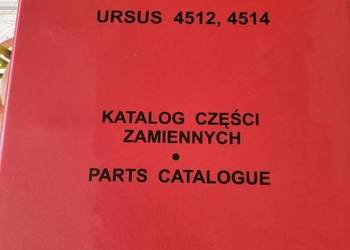 URSUS 4512, 4514
KATALOG CZĘŚCI
ZAMIENNYCH
•
PARTS CATALOGUE